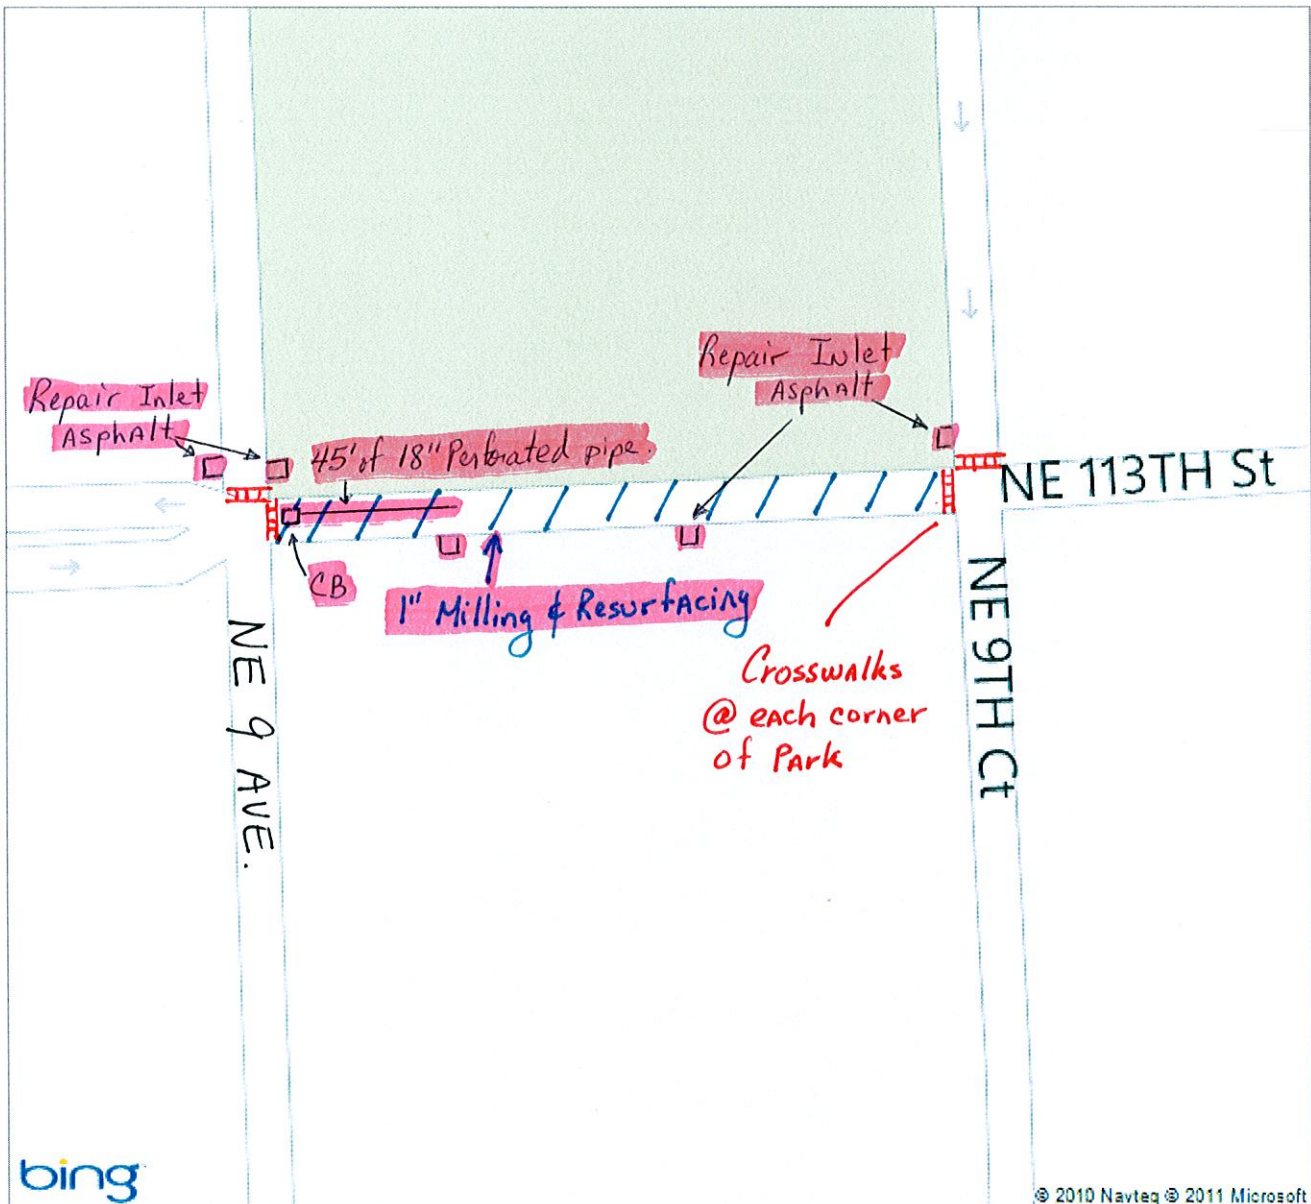 Repair Inlet
Asphalt
Repair Inlet
Asphalt
45' of 18" Perforated pipe.
NE 113TH St
CB
1" Milling & Resurfacing
NE 9 AVE.
NE 9TH Ct
Crosswalks
@ each corner
of Park
bing
© 2010 Navteq © 2011 Microsoft